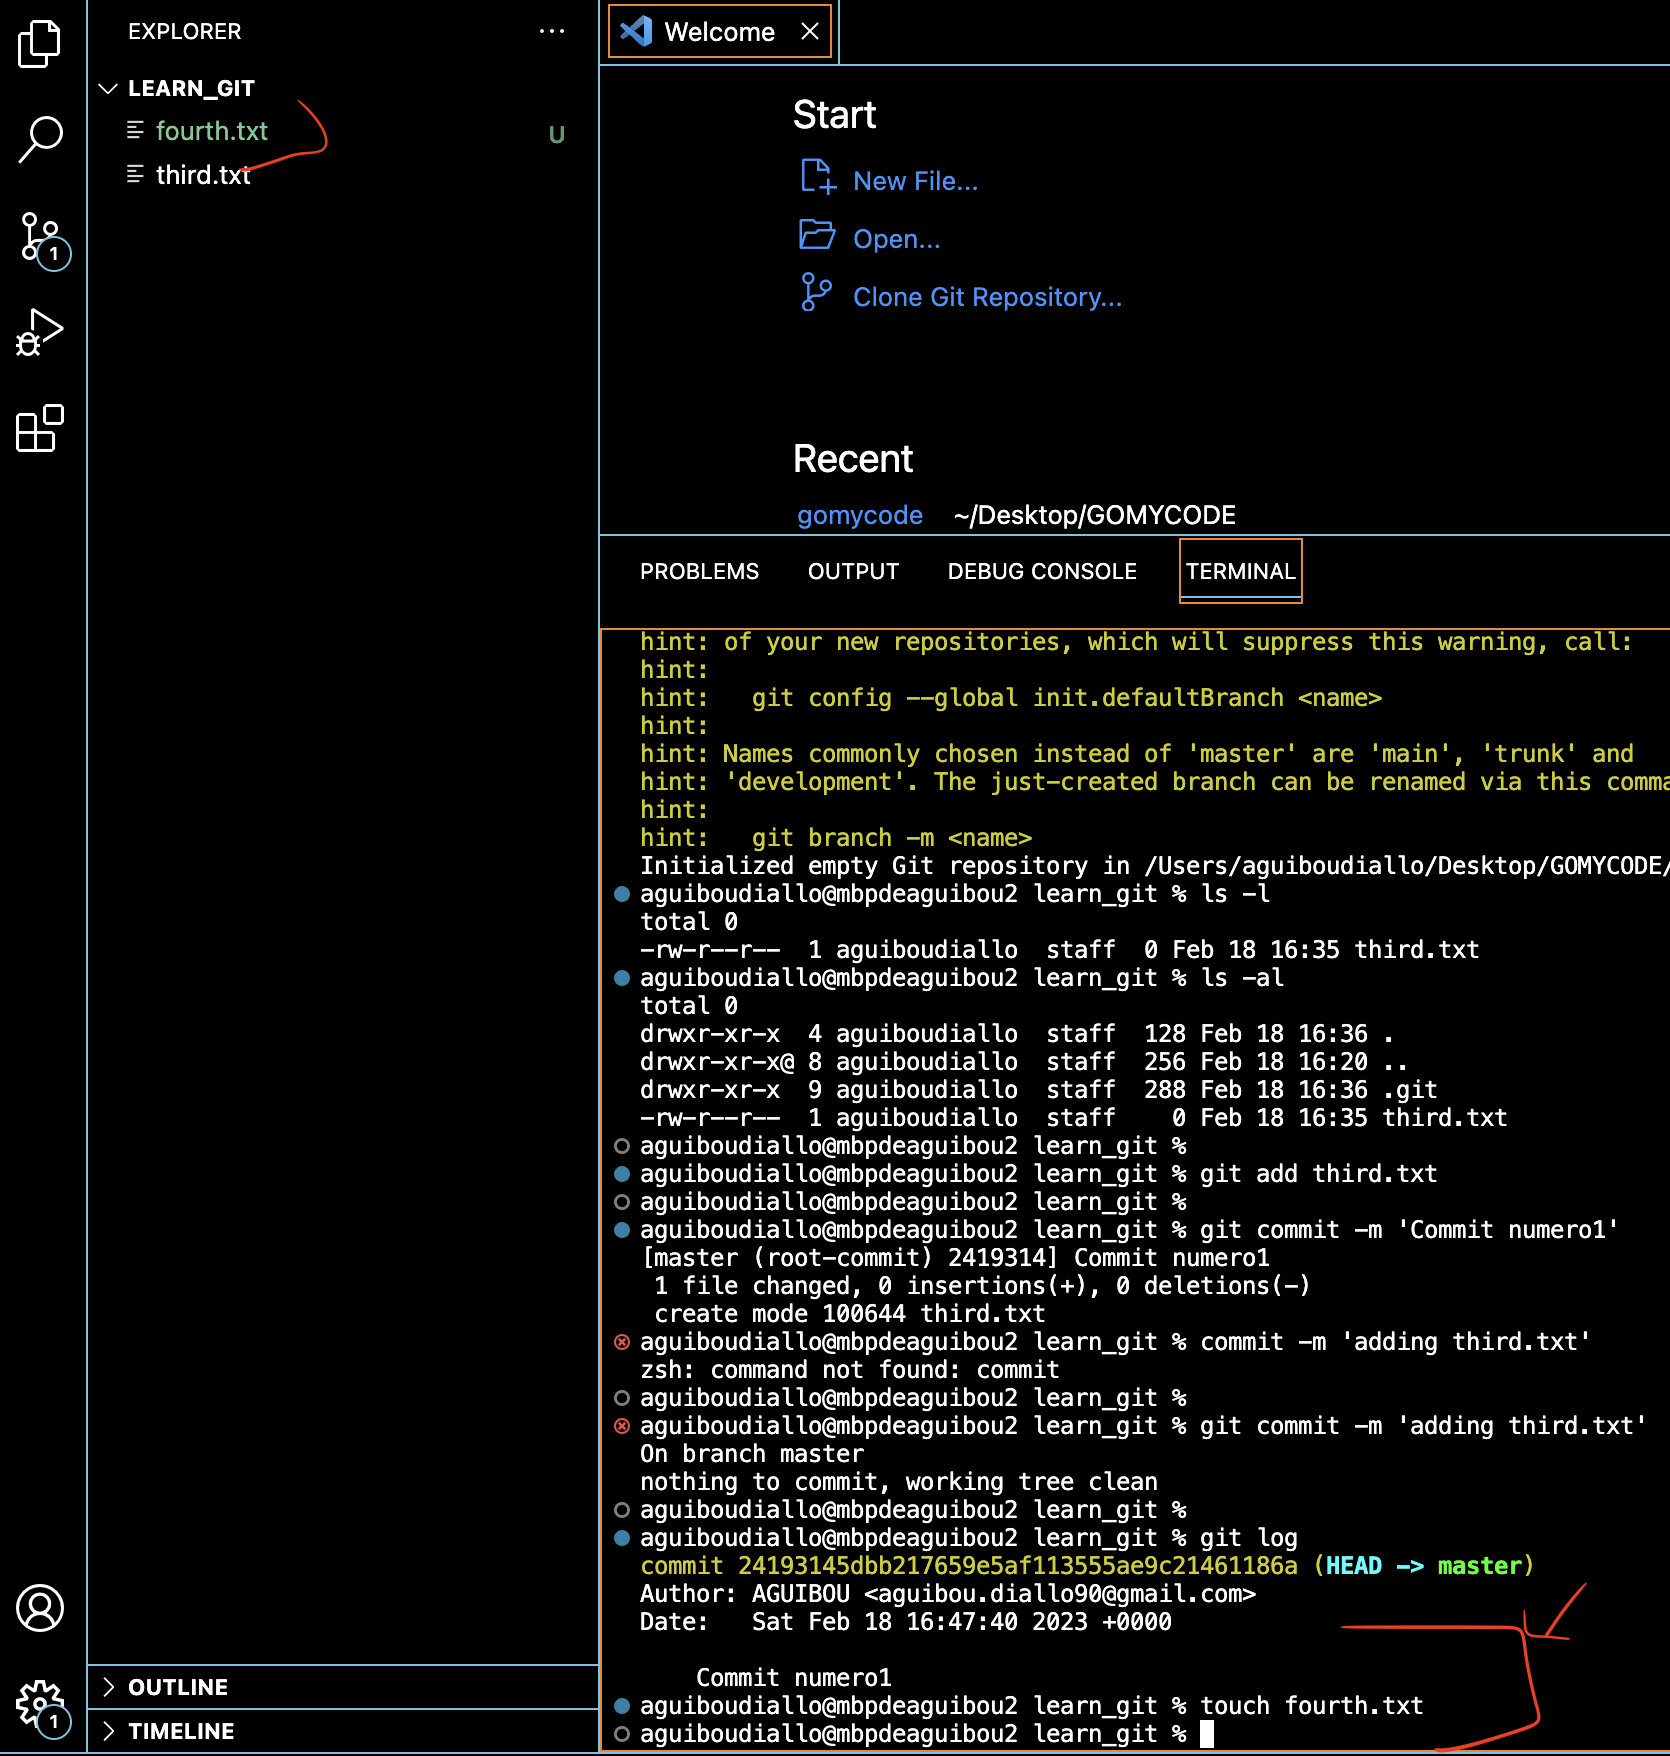 EXPLORER
LEARN_GIT
fourth.txt U
third.txt
1
OUTLINE
TIMELINE
1
Welcome
Start
New File...
Open...
Clone Git Repository...
Recent
gomycode ~/Desktop/GOMYCODE
PROBLEMS OUTPUT DEBUG CONSOLE TERMINAL
hint: of your new repositories, which will suppress this warning, call:
hint:
hint:   git config --global init.defaultBranch <name>
hint:
hint: Names commonly chosen instead of 'master' are 'main', 'trunk' and
hint: 'development'. The just-created branch can be renamed via this comma
hint:
hint:   git branch -m <name>
Initialized empty Git repository in /Users/aguiboudiallo/Desktop/GOMYCODE/
aguiboudiallo@mbpdeaguibou2 learn_git % ls -l
total 0
-rw-r--r--  1 aguiboudiallo  staff  0 Feb 18 16:35 third.txt
aguiboudiallo@mbpdeaguibou2 learn_git % ls -al
total 0
drwxr-xr-x  4 aguiboudiallo  staff  128 Feb 18 16:36 .
drwxr-xr-x@ 8 aguiboudiallo  staff  256 Feb 18 16:20 ..
drwxr-xr-x  9 aguiboudiallo  staff  288 Feb 18 16:36 .git
-rw-r--r--  1 aguiboudiallo  staff    0 Feb 18 16:35 third.txt
aguiboudiallo@mbpdeaguibou2 learn_git %
aguiboudiallo@mbpdeaguibou2 learn_git % git add third.txt
aguiboudiallo@mbpdeaguibou2 learn_git %
aguiboudiallo@mbpdeaguibou2 learn_git % git commit -m 'Commit numero1'
[master (root-commit) 2419314] Commit numero1
 1 file changed, 0 insertions(+), 0 deletions(-)
 create mode 100644 third.txt
aguiboudiallo@mbpdeaguibou2 learn_git % commit -m 'adding third.txt'
zsh: command not found: commit
aguiboudiallo@mbpdeaguibou2 learn_git %
aguiboudiallo@mbpdeaguibou2 learn_git % git commit -m 'adding third.txt'
On branch master
nothing to commit, working tree clean
aguiboudiallo@mbpdeaguibou2 learn_git %
aguiboudiallo@mbpdeaguibou2 learn_git % git log
commit 24193145dbb217659e5af113555ae9c21461186a (HEAD -> master)
Author: AGUIBOU <aguibou.diallo90@gmail.com>
Date:   Sat Feb 18 16:47:40 2023 +0000
    Commit numero1
aguiboudiallo@mbpdeaguibou2 learn_git % touch fourth.txt
aguiboudiallo@mbpdeaguibou2 learn_git %